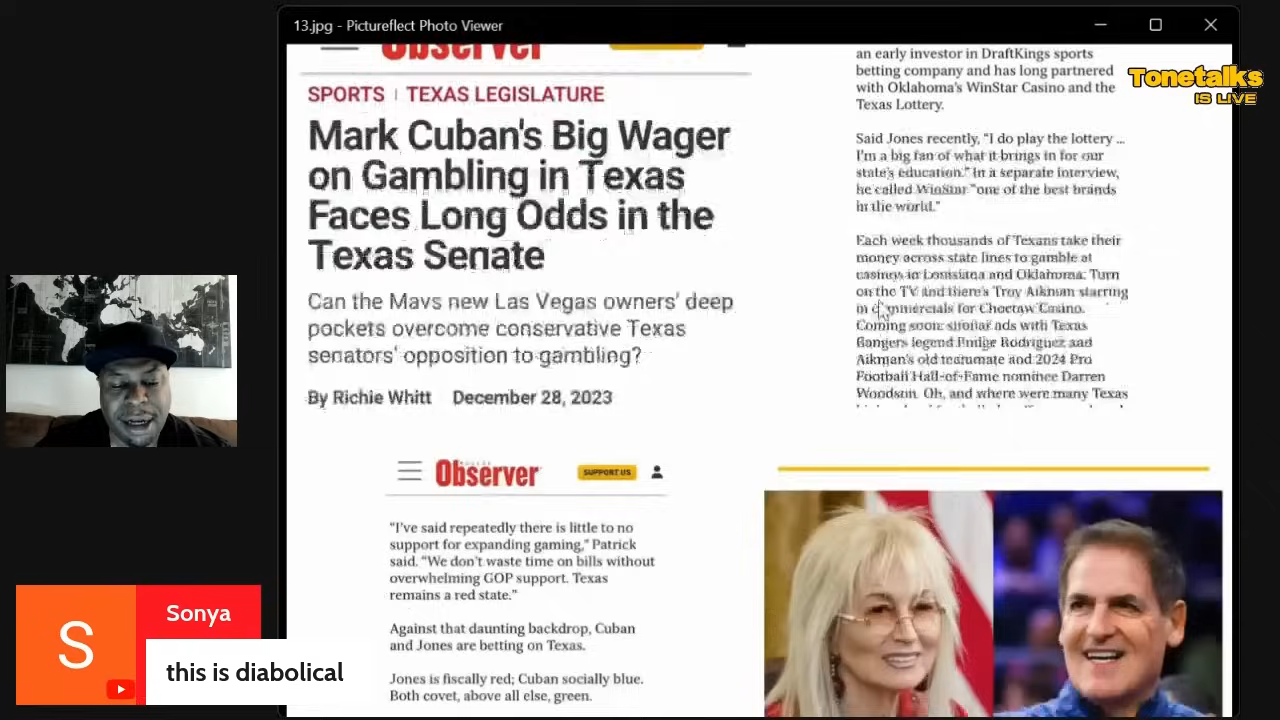 13.jpg - Pictureflect Photo Viewer
Tonetalks
IS LIVE
Observer
SPORTS | TEXAS LEGISLATURE
Mark Cuban's Big Wager
on Gambling in Texas
Faces Long Odds in the
Texas Senate
Can the Mavs new Las Vegas owners' deep
pockets overcome conservative Texas
senators' opposition to gambling?
By Richie Whitt December 28, 2023
an early investor in DraftKings sports
betting company and has long partnered
with Oklahoma's WinStar Casino and the
Texas Lottery.
Said Jones recently, "I do play the lottery ...
I'm a big fan of what it brings in for our
state's education." In a separate interview,
he called WinStar "one of the best brands
in the world."
Each week thousands of Texans take their
money across state lines to gamble at
casinos in Louisiana and Oklahoma. Turn
on the TV and there's Troy Aikman starring
in commercials for Choctaw Casino.
Coming soon: similar ads with Texas
Rangers legend Pudge Rodriguez and
Aikman's old teammate and 2024 Pro
Football Hall-of-Fame nominee Darren
Woodson. Oh, and where were many Texas
Observer
SUPPORT US
"I've said repeatedly there is little to no
support for expanding gaming," Patrick
said. "We don't waste time on bills without
overwhelming GOP support. Texas
remains a red state."
Against that daunting backdrop, Cuban
and Jones are betting on Texas.
Jones is fiscally red; Cuban socially blue.
Both covet, above all else, green.
S
Sonya
this is diabolical